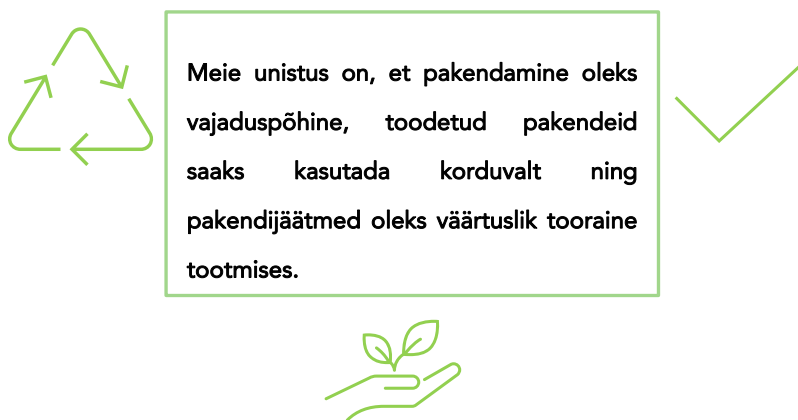 Meie unistus on, et pakendamine oleks
vajaduspõhine, toodetud pakendeid
saaks kasutada korduvalt ning
pakendijäätmed oleks väärtuslik tooraine
tootmises.